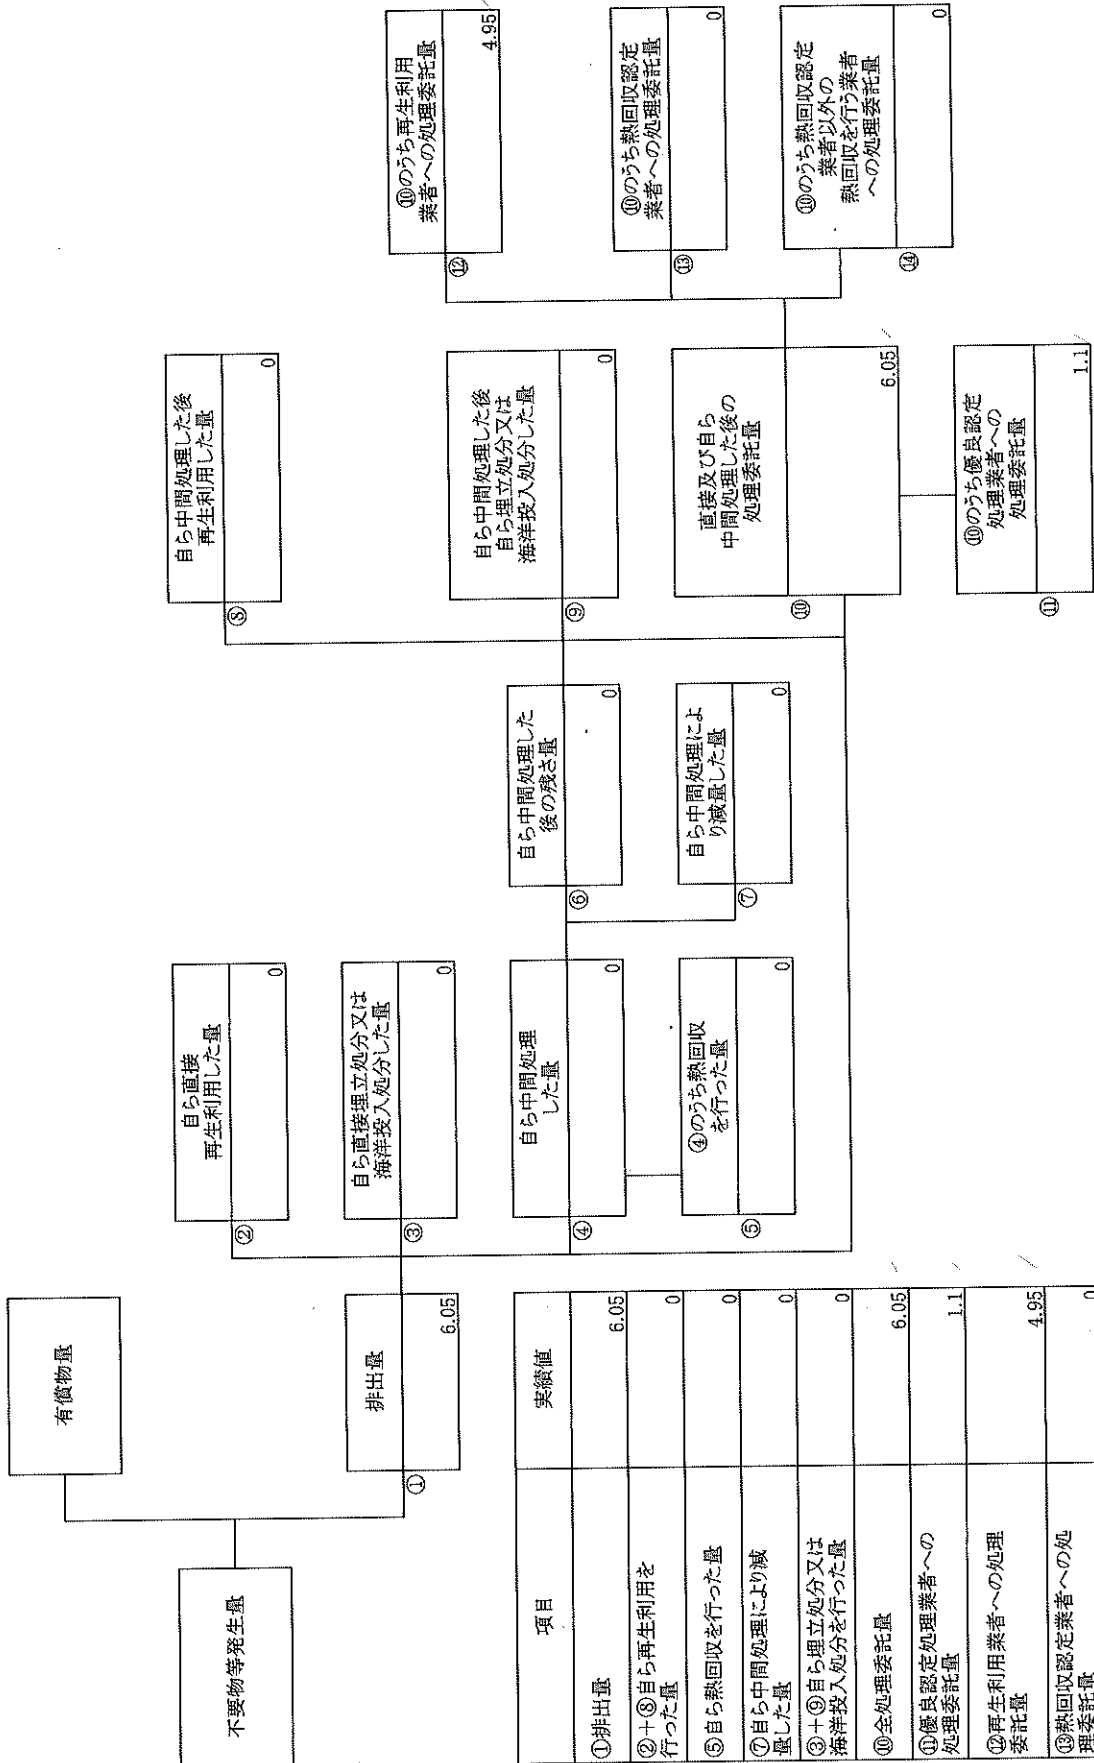 不要物等発生量
有償物量
①
排出量
6.05
②
自ら直接
再生利用した量
0
③
自ら直接埋立処分又は
海洋投入処分した量
0
④
自ら中間処理
した量
0
⑤
④のうち熱回収
を行った量
0
⑥
自ら中間処理した
後の残さ量
0
⑦
自ら中間処理によ
り減量した量
0
⑧
自ら中間処理した後
再生利用した量
0
⑨
自ら中間処理した後
自ら埋立処分又は
海洋投入処分した量
0
⑩
直接及び自ら
中間処理した後の
処理委託量
6.05
⑪
⑩のうち優良認定
処理業者への
処理委託量
1.1
⑫
⑩のうち再生利用
業者への処理委託量
4.95
⑬
⑩のうち熱回収認定
業者への処理委託量
0
⑭
⑩のうち熱回収認定
業者以外の
熱回収を行う業者
への処理委託量
0
項目 実績値
①排出量 6.05
②+⑧自ら再生利用を
行った量 0
⑤自ら熱回収を行った量 0
⑦自ら中間処理により減
量した量 0
③+⑨自ら埋立処分又は
海洋投入処分を行った量 0
⑩全処理委託量 6.05
⑪優良認定処理業者への
処理委託量 1.1
⑫再生利用業者への処理
委託量 4.95
⑬熱回収認定業者への処
理委託量 0